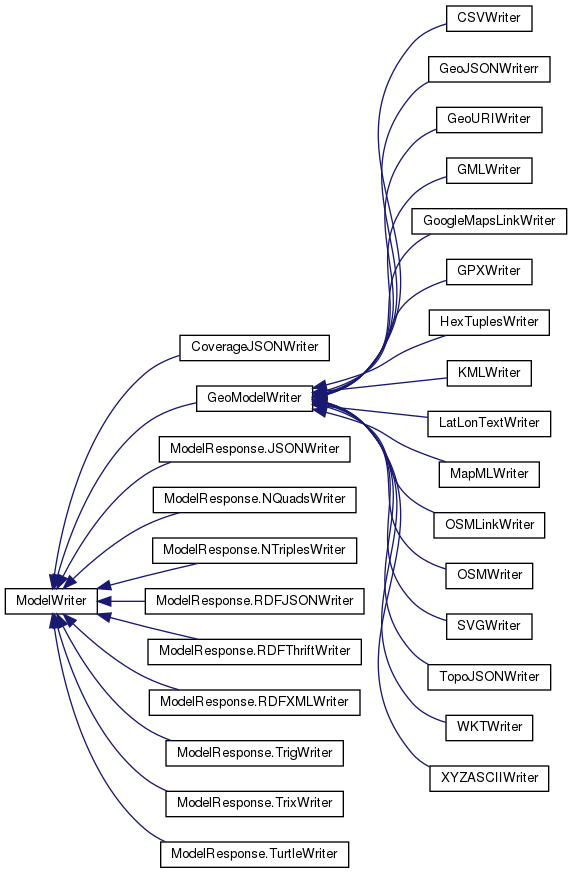 CSVWriter
GeoJSONWriterr
GeoURIWriter
GMLWriter
GoogleMapsLinkWriter
GPXWriter
HexTuplesWriter
CoverageJSONWriter
KMLWriter
GeoModelWriter
LatLonTextWriter
ModelResponse.JSONWriter
MapMLWriter
ModelResponse.NQuadsWriter
OSMLinkWriter
ModelResponse.NTriplesWriter
OSMWriter
ModelWriter
ModelResponse.RDFJSONWriter
SVGWriter
ModelResponse.RDFThriftWriter
TopoJSONWriter
ModelResponse.RDFXMLWriter
WKTWriter
ModelResponse.TrigWriter
XYZASCIIWriter
ModelResponse.TrixWriter
ModelResponse.TurtleWriter